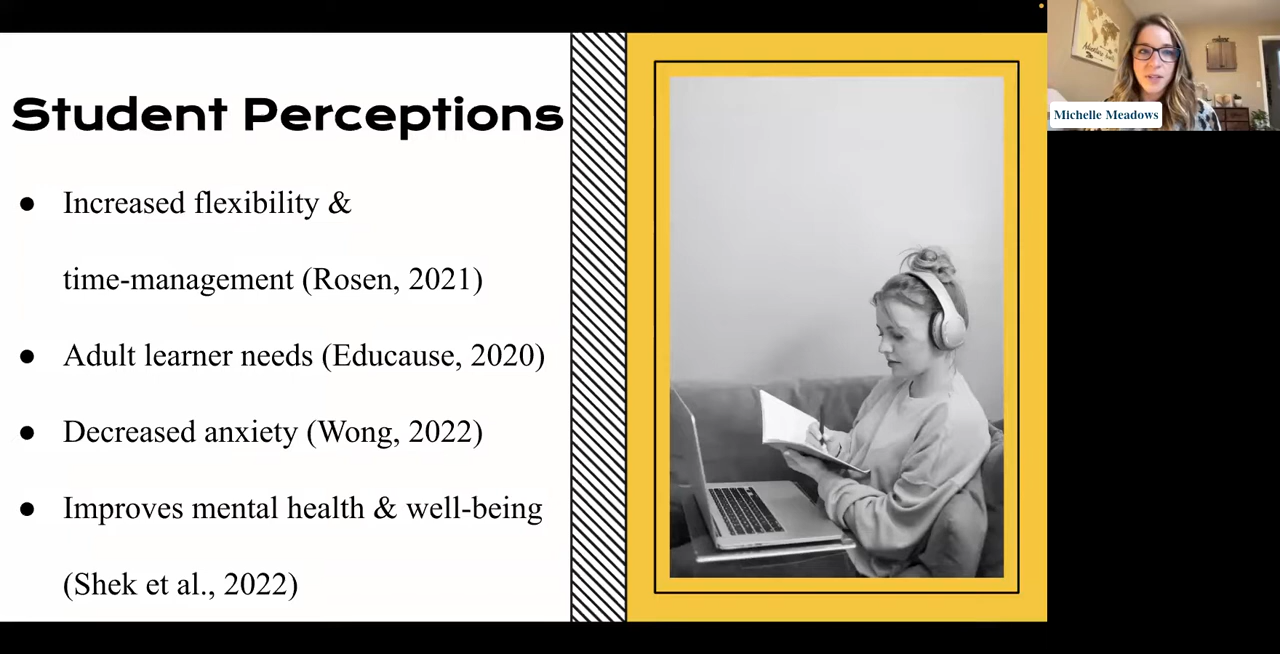 Student Perceptions
● Increased flexibility &
time-management (Rosen, 2021)
● Adult learner needs (Educause, 2020)
● Decreased anxiety (Wong, 2022)
● Improves mental health & well-being
(Shek et al., 2022)
Michelle Meadows